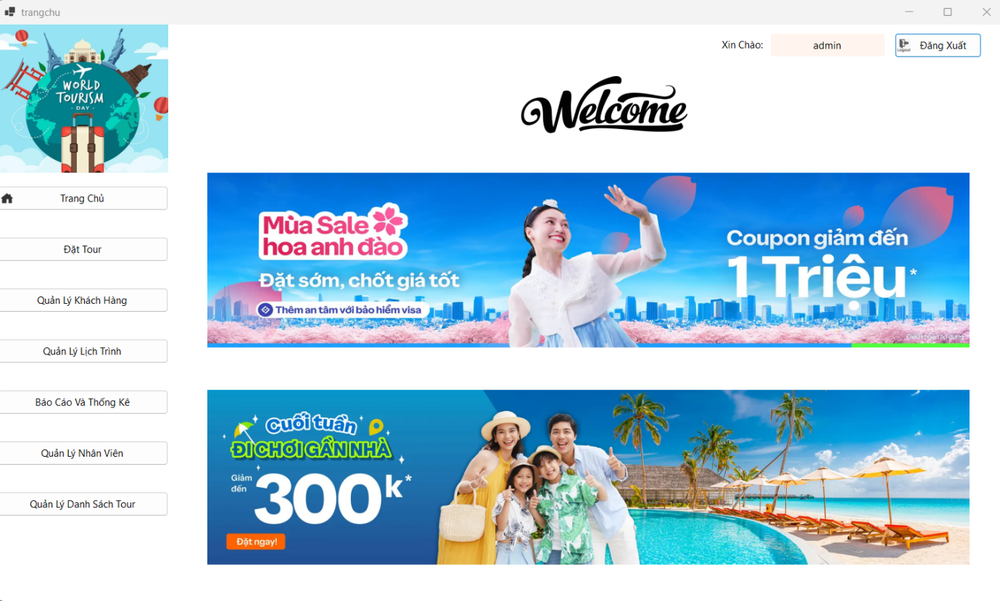 trangchu
Xin Chào:
admin
Logout
Đăng Xuất
WORLD
TOURISM
- DAY -
Welcome
Trang Chủ
Đặt Tour
Quản Lý Khách Hàng
Quản Lý Lịch Trình
Báo Cáo Và Thống Kê
Quản Lý Nhân Viên
Quản Lý Danh Sách Tour
Mùa Sale
hoa anh đào
Đặt sớm, chốt giá tốt
Thêm an tâm với bảo hiểm visa
Coupon giảm đến
1 Triệu*
Điều khoản áp dụng
Cuối tuần
ĐI CHƠI GẦN NHÀ
Giảm
đến
300k*
Đặt ngay!